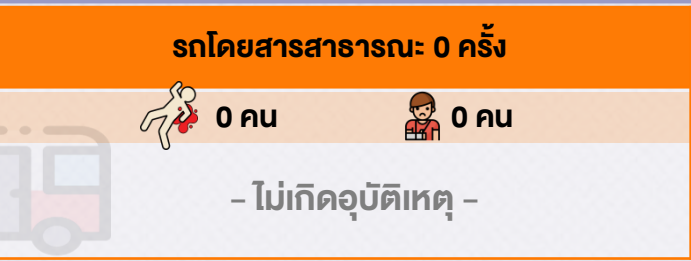 รถโดยสารสาธารณะ 0 ครั้ง
0 คน 0 คน
- ไม่เกิดอุบัติเหตุ -